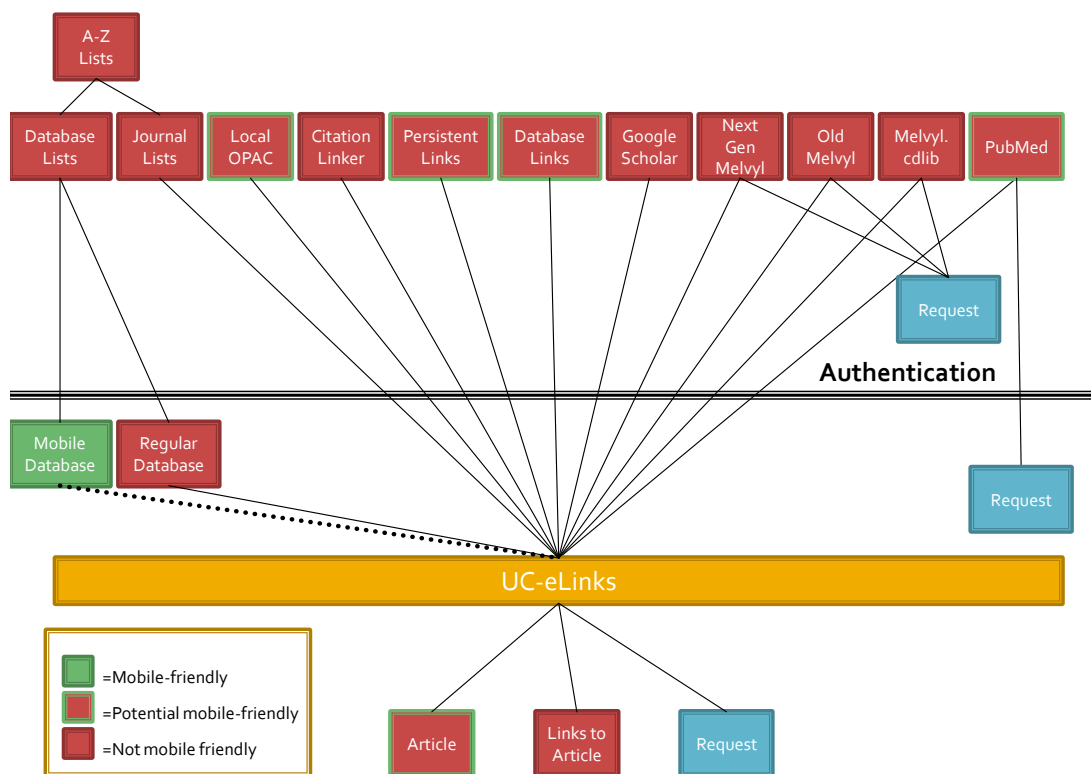 A-Z
Lists
Database
Lists
Journal
Lists
Local
OPAC
Citation
Linker
Persistent
Links
Database
Links
Google
Scholar
Next
Gen
Melvyl
Old
Melvyl
Melvyl.
cdlib
PubMed
Request
Authentication
Mobile
Database
Regular
Database
Request
UC-eLinks
=Mobile-friendly
=Potential mobile-friendly
=Not mobile friendly
Article
Links to
Article
Request